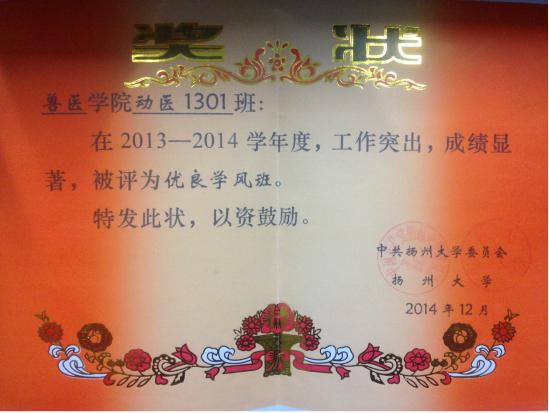 奖 状
兽医学院动医1301班:
在2013—2014学年度，工作突出，成绩显
著，被评为优良学风班。
特发此状，以资鼓励。
中共扬州大学委员会
扬州大学
2014年12月